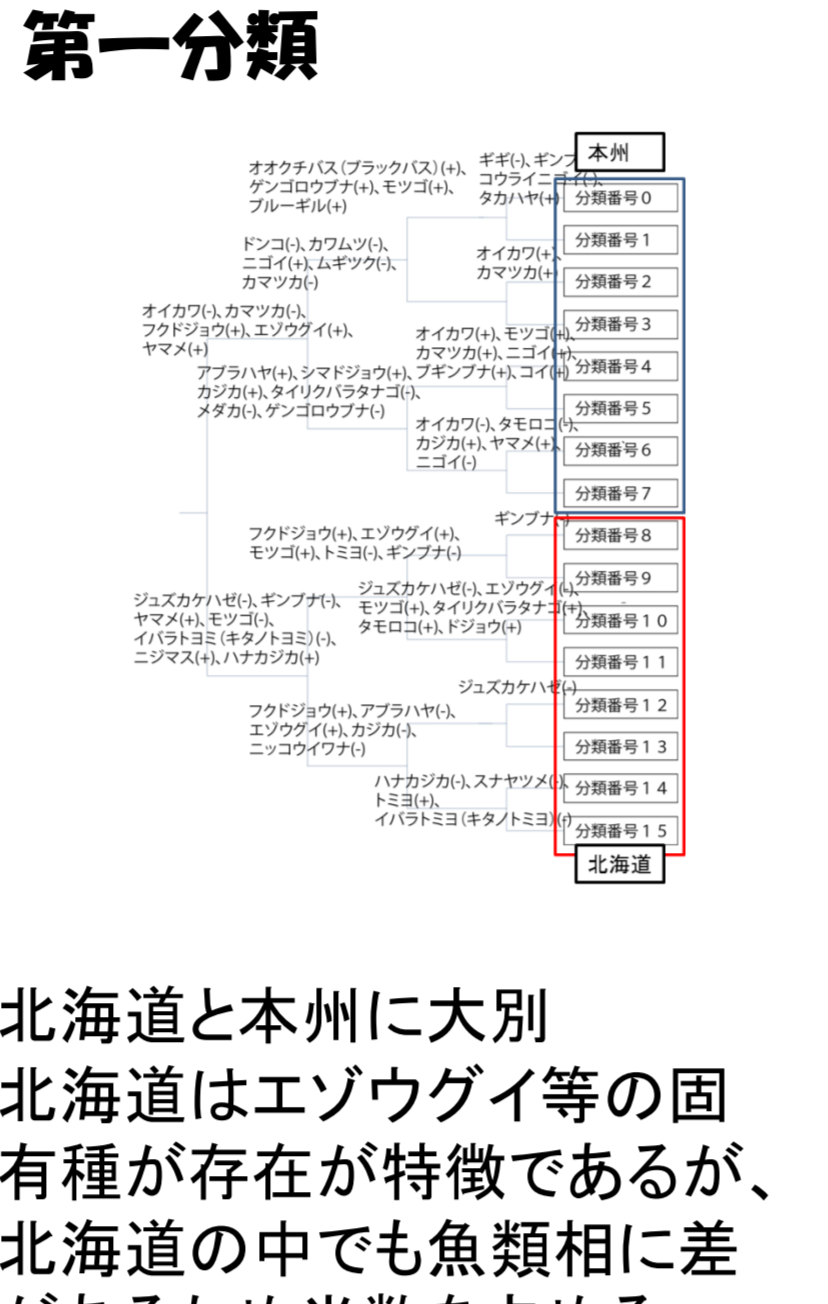 第一分類
本州
オオクチバス（ブラックバス）(+)、
ゲンゴロウブナ(+)、モツゴ(+)、
ブルーギル(+)
ギギ(-)、ギンブ
コウライニゴイ(-)、
タカハヤ(+)
分類番号0
分類番号1
ドンコ(-)、カワムツ(-)、
ニゴイ(+)、ムギツク(-)、
カマツカ(-)
オイカワ(+)、
カマツカ(+)
分類番号2
分類番号3
オイカワ(-)、カマツカ(-)、
フクドジョウ(+)、エゾウグイ(+)、
ヤマメ(+)
オイカワ(+)、モツゴ(+)、
カマツカ(+)、ニゴイ(+)、
ブギンブナ(+)、コイ(+)
分類番号4
アブラハヤ(+)、シマドジョウ(+)、
カジカ(+)、タイリクバラタナゴ(-)、
メダカ(-)、ゲンゴロウブナ(-)
分類番号5
オイカワ(-)、タモロコ(-)、
カジカ(+)、ヤマメ(+)、
ニゴイ(-)
分類番号6
分類番号7
ギンブナ(-)
フクドジョウ(+)、エゾウグイ(+)、
モツゴ(+)、トミヨ(-)、ギンブナ(-)
分類番号8
分類番号9
ジュズカケハゼ(-)、ギンブナ(-)、
ヤマメ(+)、モツゴ(-)、
イバラトヨミ（キタノトヨミ）(-)、
ニジマス(+)、ハナカジカ(+)
ジュズカケハゼ(-)、エゾウグイ(-)、
モツゴ(+)、タイリクバラタナゴ(+)、
タモロコ(+)、ドジョウ(+)
分類番号10
分類番号11
ジュズカケハゼ(-)
分類番号12
フクドジョウ(+)、アブラハヤ(-)、
エゾウグイ(+)、カジカ(-)、
ニッコウイワナ(-)
分類番号13
ハナカジカ(-)、スナヤツメ(-)、
トミヨ(+)、
イバラトミヨ（キタノトミヨ）(-)
分類番号14
分類番号15
北海道
北海道と本州に大別
北海道はエゾウグイ等の固
有種が存在が特徴であるが、
北海道の中でも魚類相に差